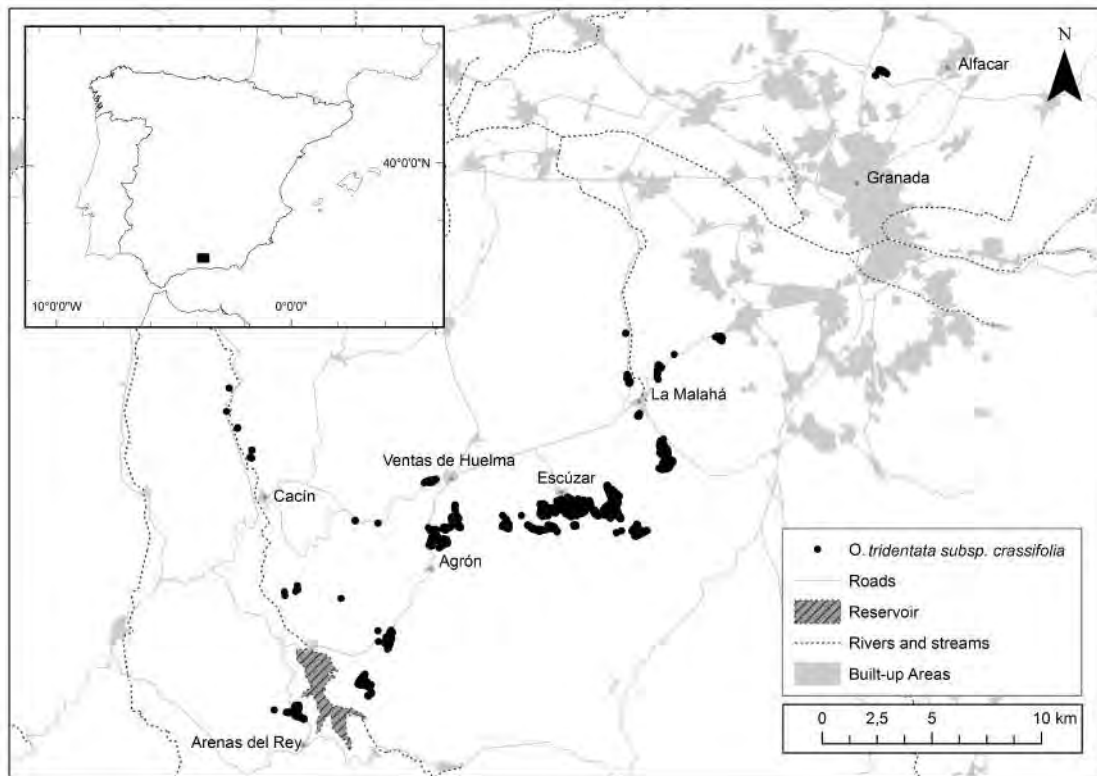 N
Alfacar
40°0'0"N
Granada
10°0'0"W
0°0'0"
La Malahá
Ventas de Huelma
Escúzar
Cacín
Agrón
Arenas del Rey
O. tridentata subsp. crassifolia
Roads
Reservoir
Rivers and streams
Built-up Areas
0 2,5 5 10 km